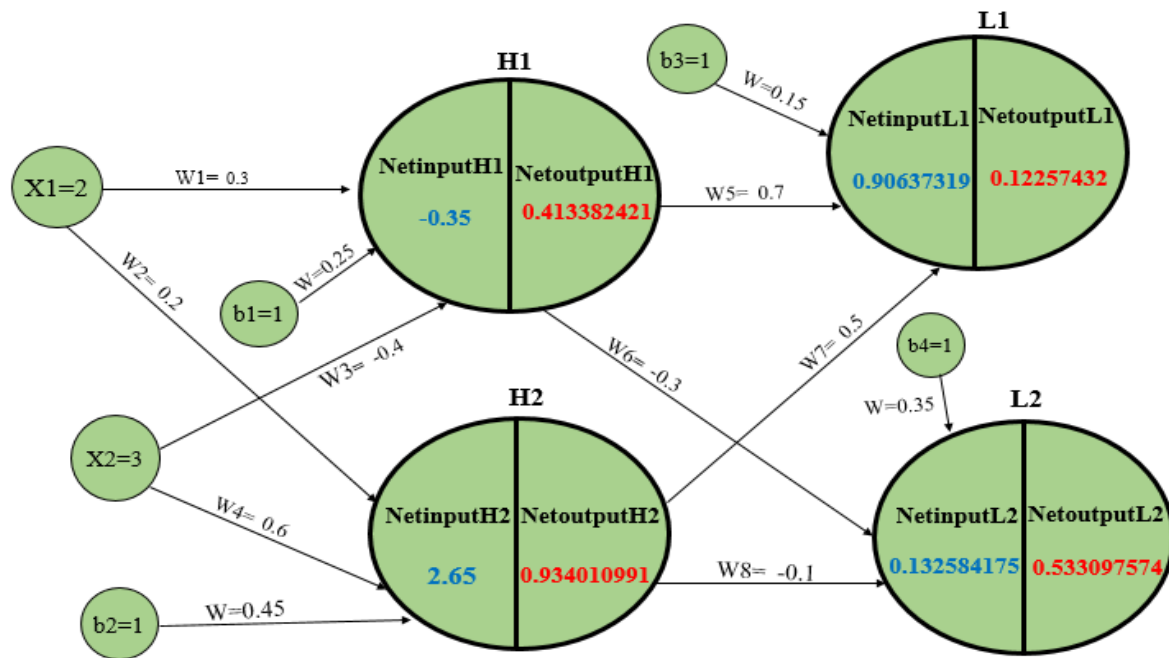 L1
b3=1
W=0.15
NetinputL1
NetoutputL1
0.90637319
0.12257432
H1
NetinputH1
NetoutputH1
-0.35
0.413382421
X1=2
W1= 0.3
W5= 0.7
W2= 0.2
W=0.25
b1=1
W3= -0.4
W6= -0.3
W7= 0.5
b4=1
W=0.35
L2
H2
X2=3
W4= 0.6
NetinputH2
NetoutputH2
2.65
0.934010991
W8= -0.1
NetinputL2
NetoutputL2
0.132584175
0.533097574
b2=1
W=0.45